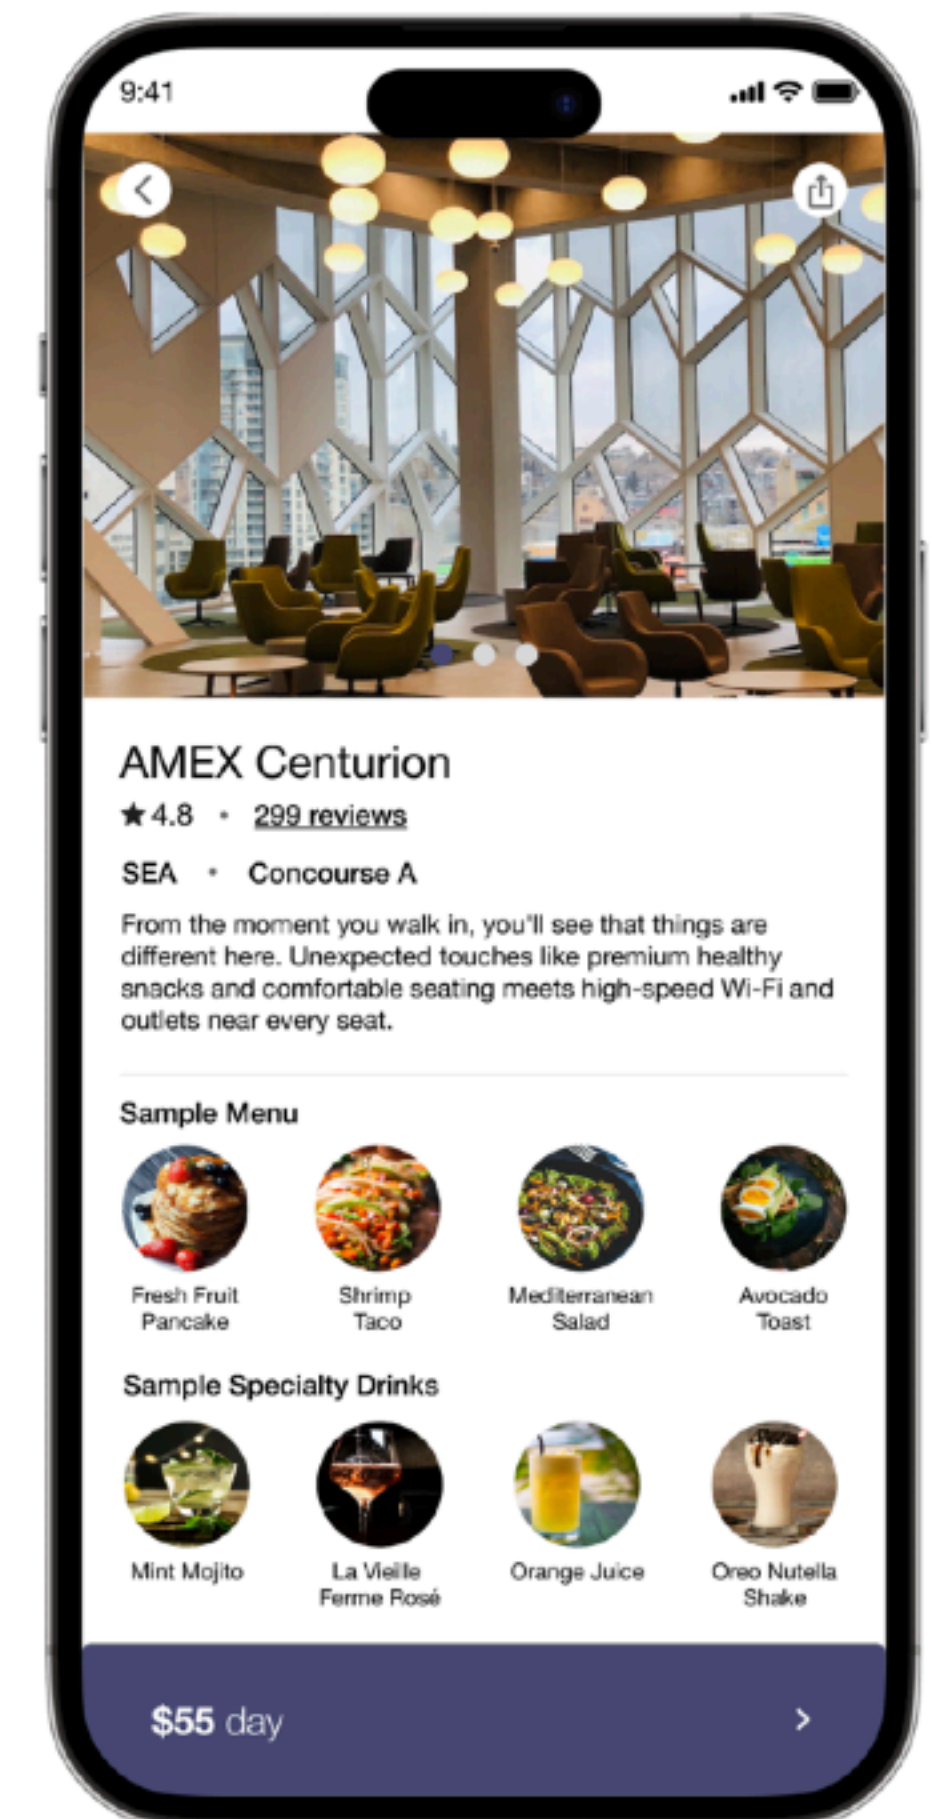 9:41
AMEX Centurion
★4.8 • 299 reviews
SEA • Concourse A
From the moment you walk in, you'll see that things are
different here. Unexpected touches like premium healthy
snacks and comfortable seating meets high-speed Wi-Fi and
outlets near every seat.
Sample Menu
Fresh Fruit
Pancake
Shrimp
Taco
Mediterranean
Salad
Avocado
Toast
Sample Specialty Drinks
Mint Mojito
La Vieille
Ferme Rosé
Orange Juice
Oreo Nutella
Shake
$55 day